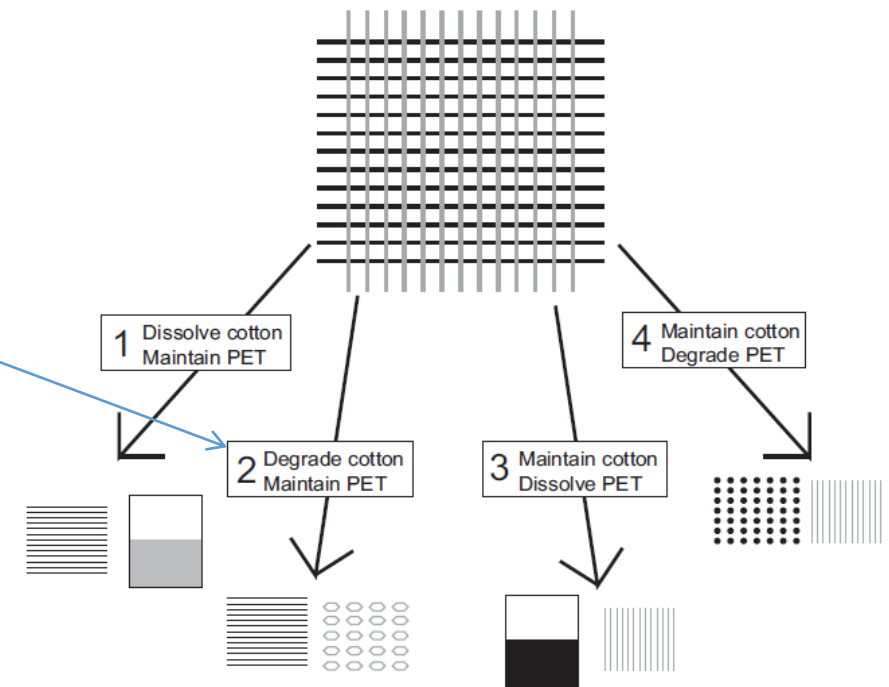 1 Dissolve cotton
Maintain PET
2 Degrade cotton
Maintain PET
3 Maintain cotton
Dissolve PET
4 Maintain cotton
Degrade PET